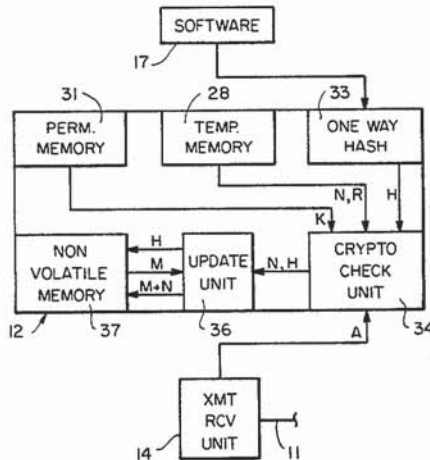 SOFTWARE
17
31
28
33
PERM. MEMORY
TEMP. MEMORY
ONE WAY HASH
N,R
H
K
NON VOLATILE MEMORY
H
M
M+N
UPDATE UNIT
N,H
CRYPTO CHECK UNIT
12
37
36
34
A
XMT RCV UNIT
14
11